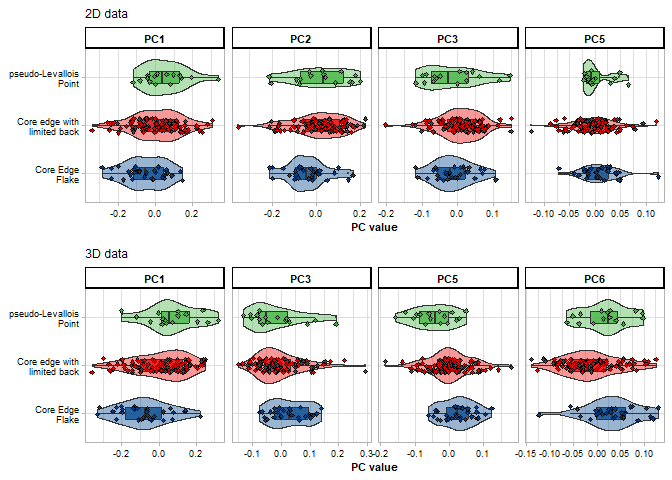 2D data
PC1 PC2 PC3 PC5
pseudo-Levallois
Point
Core edge with
limited back
Core Edge
Flake
-0.2 0.0 0.2 -0.2 0.0 0.2 -0.2 -0.1 0.0 0.1 -0.10 -0.05 0.00 0.05 0.10
PC value
3D data
PC1 PC3 PC5 PC6
pseudo-Levallois
Point
Core edge with
limited back
Core Edge
Flake
-0.2 0.0 0.2 -0.1 0.0 0.1 0.2 0.3 -0.2 -0.1 0.0 0.1 -0.15 -0.10 -0.05 0.00 0.05 0.10
PC value